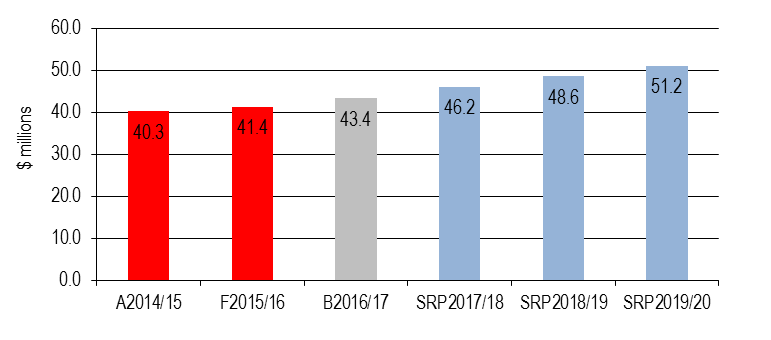 60.0
50.0
40.0
30.0
20.0
10.0
0.0
$ millions
40.3
41.4
43.4
46.2
48.6
51.2
A2014/15
F2015/16
B2016/17
SRP2017/18
SRP2018/19
SRP2019/20